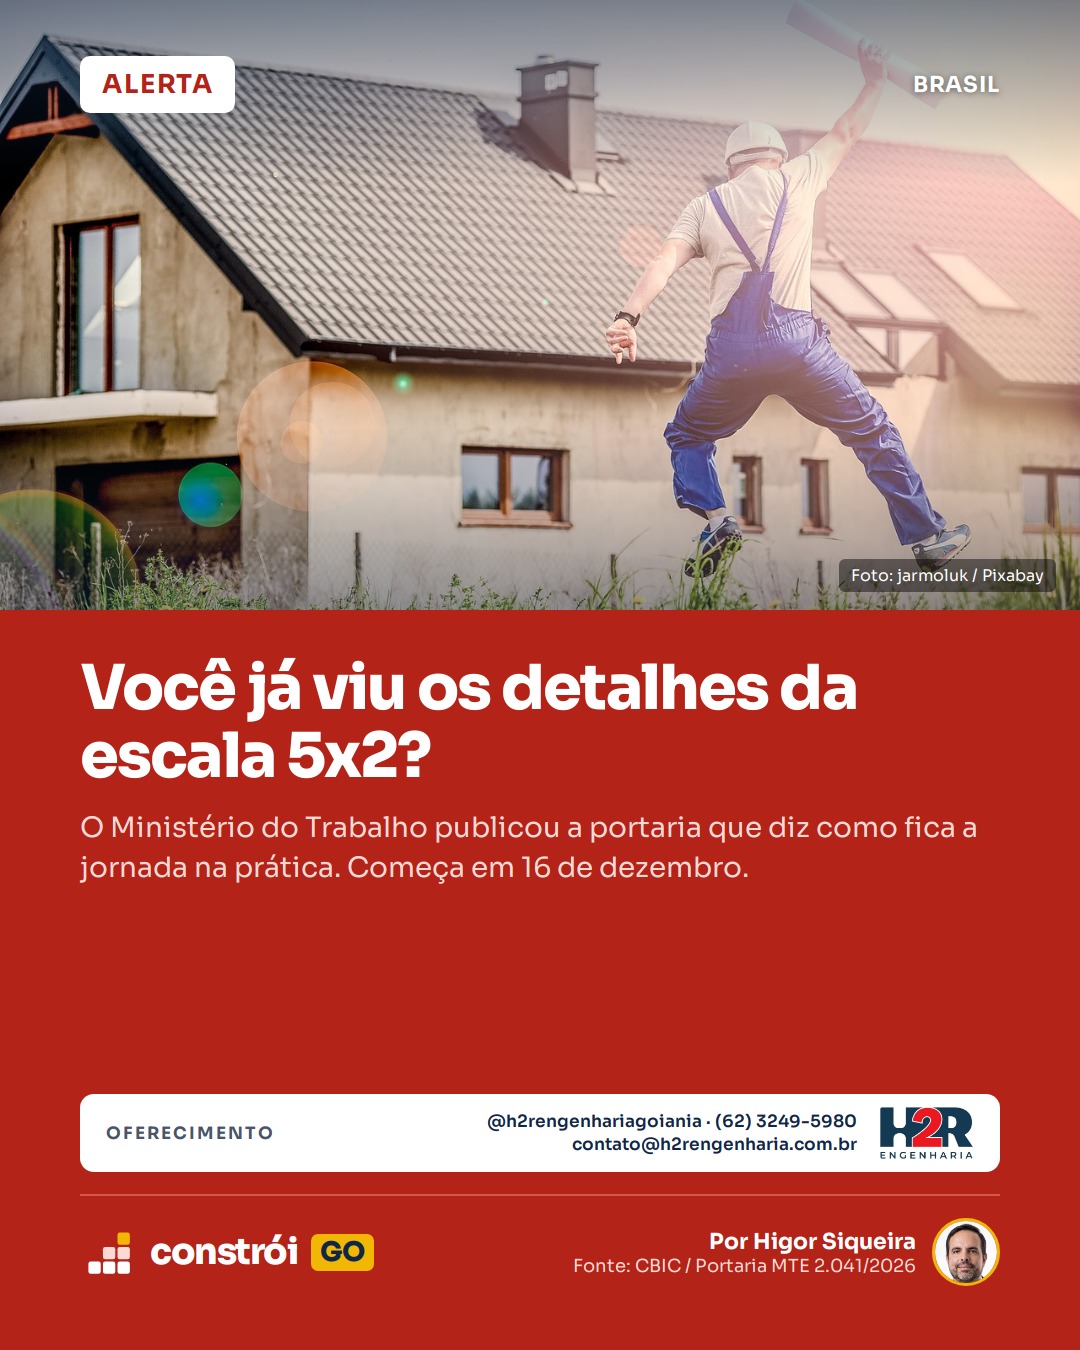 ALERTA
BRASIL
Foto: jarmoluk / Pixabay
Você já viu os detalhes da
escala 5x2?
O Ministério do Trabalho publicou a portaria que diz como fica a
jornada na prática. Começa em 16 de dezembro.
OFERECIMENTO
@h2rengenhariagoiania · (62) 3249-5980
contato@h2rengenharia.com.br
H2R
ENGENHARIA
constrói GO
Por Higor Siqueira
Fonte: CBIC / Portaria MTE 2.041/2026